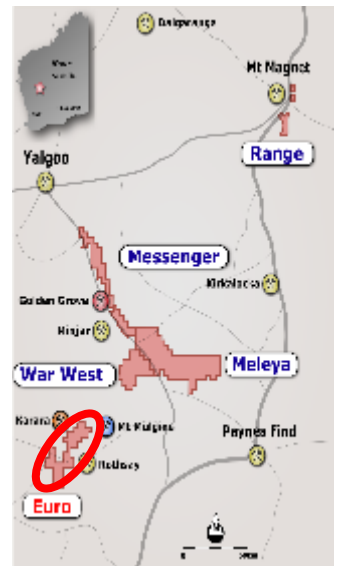 Dalgaranga
Mt Magnet
Range
Yalgoo
Messenger
Kirkalocka
Golden Grove
Minjar
War West
Meleya
Karara
Mt Mulgine
Paynes Find
Rothsay
Euro